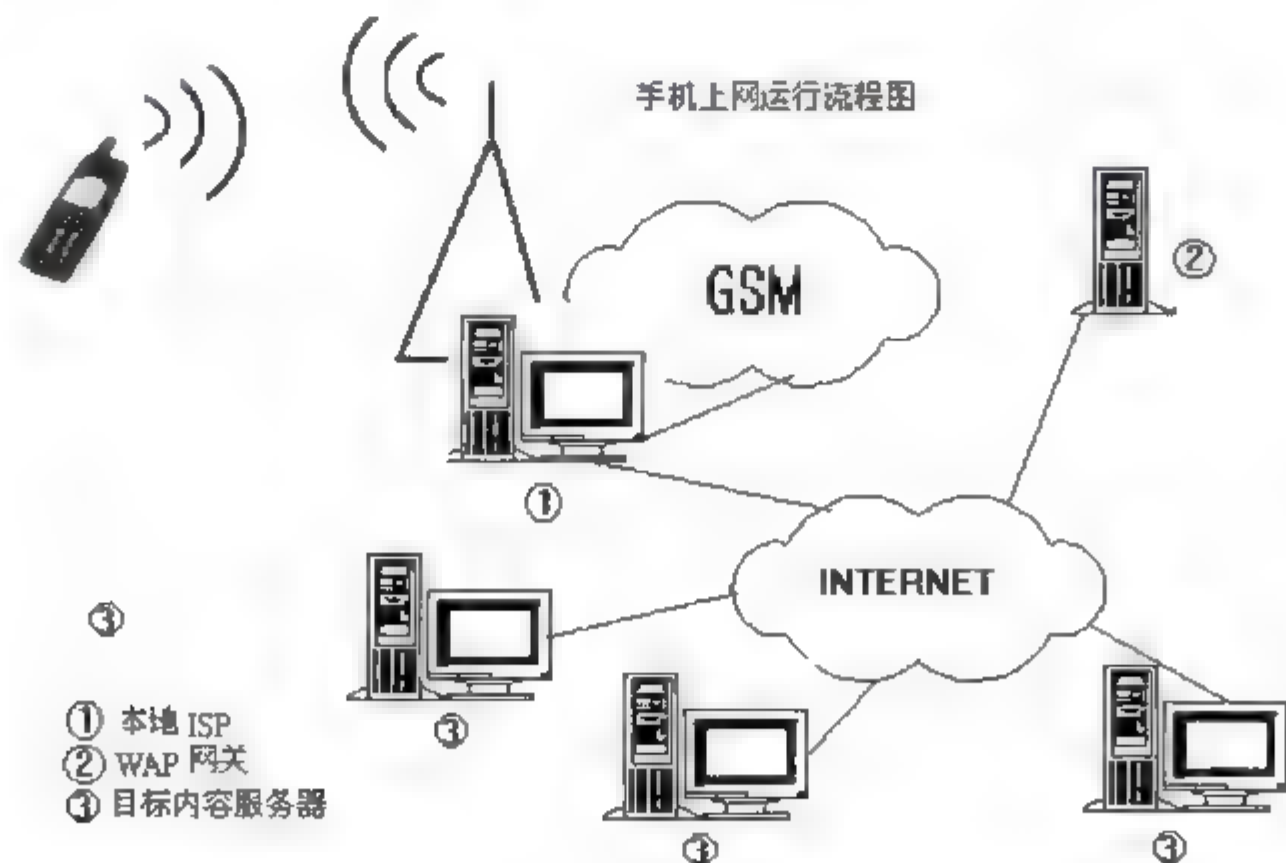 手机上网运行流程图
GSM
②
①
INTERNET
③
③
③
③
① 本地 ISP
② WAP 网关
③ 目标内容服务器